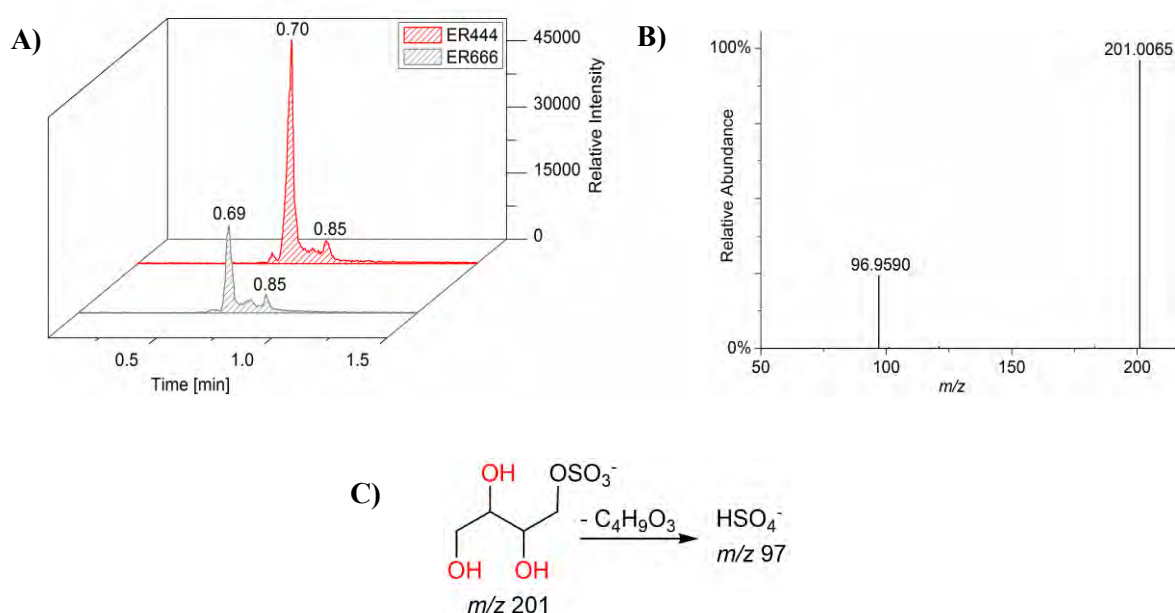 A)
0.70
ER444
ER666
45000
30000
15000
0
Relative Intensity
0.69
0.85
0.85
0.5
1.0
1.5
Time [min]
B)
100%
0%
Relative Abundance
201.0065
96.9590
50
100
150
200
m/z
C)
OH
OSO₃⁻
OH
OH
m/z 201
- C₄H₉O₃
HSO₄⁻
m/z 97